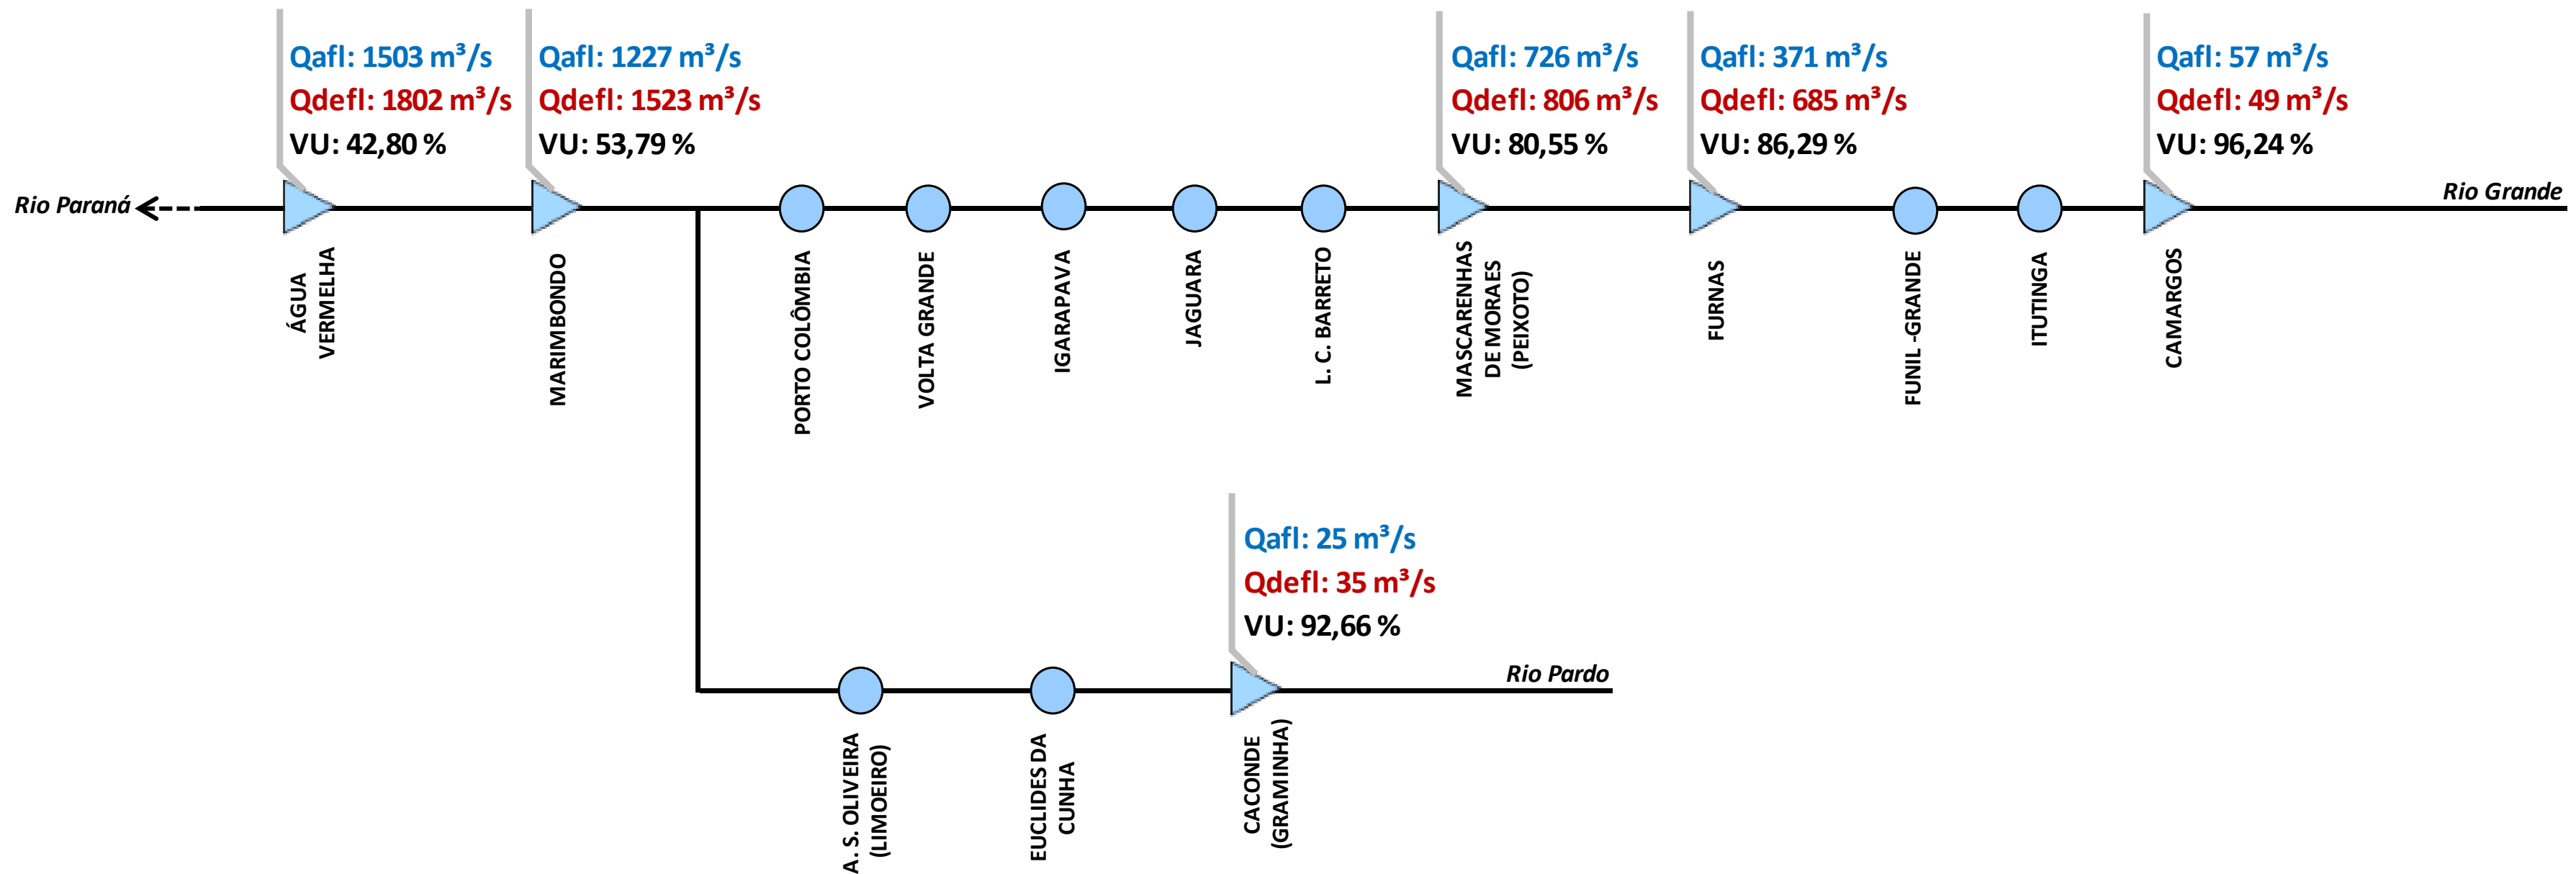 Qafl: 1503 m³/s
Qdefl: 1802 m³/s
VU: 42,80 %
Qafl: 1227 m³/s
Qdefl: 1523 m³/s
VU: 53,79 %
Qafl: 726 m³/s
Qdefl: 806 m³/s
VU: 80,55 %
Qafl: 371 m³/s
Qdefl: 685 m³/s
VU: 86,29 %
Qafl: 57 m³/s
Qdefl: 49 m³/s
VU: 96,24 %
Rio Paraná
Rio Grande
ÁGUA
VERMELHA
MARIMBONDO
PORTO COLÔMBIA
VOLTA GRANDE
IGARAPAVA
JAGUARA
L. C. BARRETO
MASCARENHAS
DE MORAES
(PEIXOTO)
FURNAS
FUNIL -GRANDE
ITUTINGA
CAMARGOS
Qafl: 25 m³/s
Qdefl: 35 m³/s
VU: 92,66 %
Rio Pardo
A. S. OLIVEIRA
(LIMOEIRO)
EUCLIDES DA
CUNHA
CACONDE
(GRAMINHA)